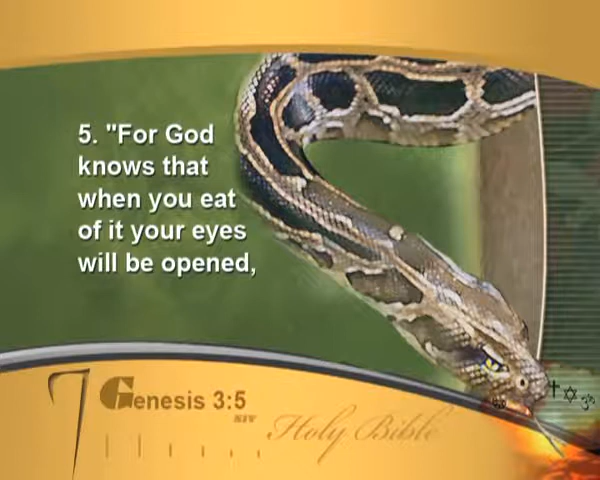 5. "For God
knows that
when you eat
of it your eyes
will be opened,
7 Genesis 3:5
NIV
Holy Bible